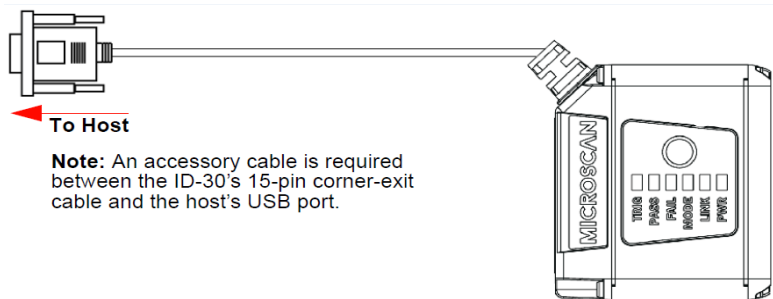 To Host
Note: An accessory cable is required
between the ID-30's 15-pin corner-exit
cable and the host's USB port.
MICROSCAN
TRIG
PASS
FAIL
MODE
LINK
PWR